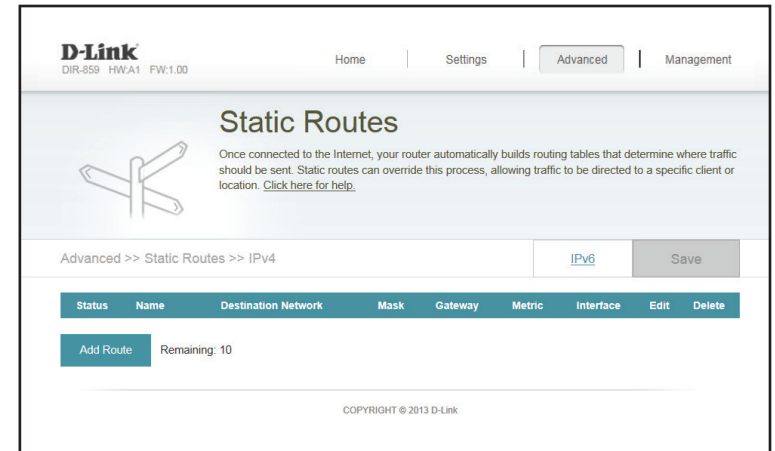 D-Link
DIR-859 HW:A1 FW:1.00
Home
Settings
Advanced
Management
Static Routes
Once connected to the Internet, your router automatically builds routing tables that determine where traffic
should be sent. Static routes can override this process, allowing traffic to be directed to a specific client or
location. Click here for help.
Advanced >> Static Routes >> IPv4
IPv6
Save
Status Name Destination Network Mask Gateway Metric Interface Edit Delete
Add Route
Remaining: 10
COPYRIGHT © 2013 D-Link